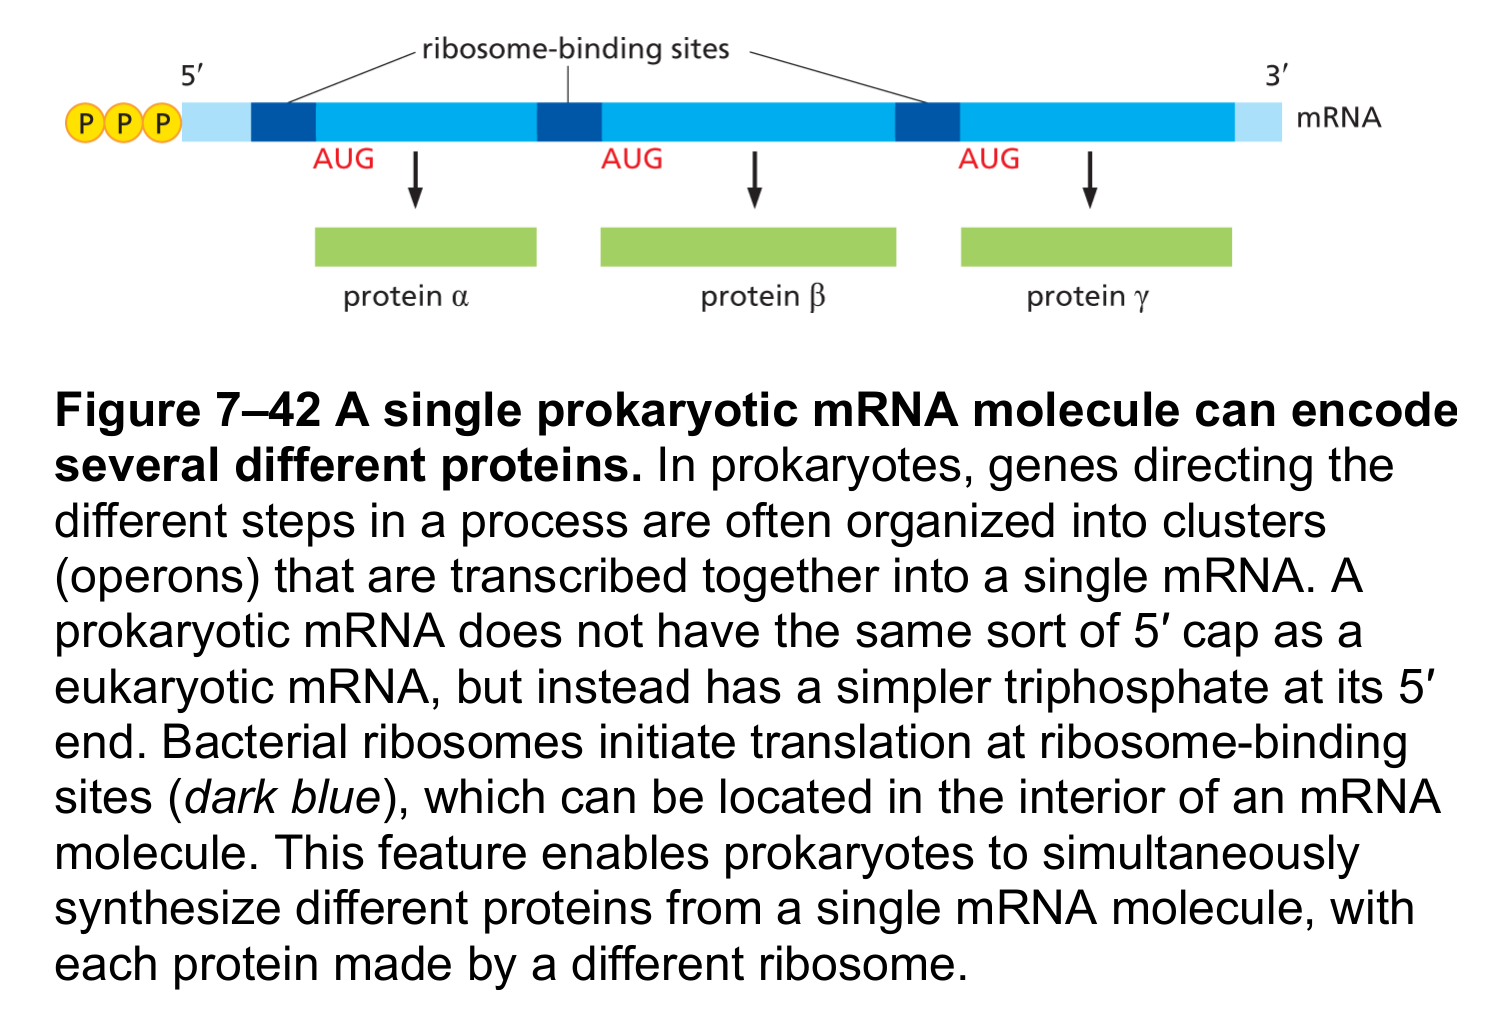 ribosome-binding sites
5′ 3′
P P P mRNA
AUG AUG AUG
protein α protein β protein γ
Figure 7–42 A single prokaryotic mRNA molecule can encode
several different proteins. In prokaryotes, genes directing the
different steps in a process are often organized into clusters
(operons) that are transcribed together into a single mRNA. A
prokaryotic mRNA does not have the same sort of 5′ cap as a
eukaryotic mRNA, but instead has a simpler triphosphate at its 5′
end. Bacterial ribosomes initiate translation at ribosome-binding
sites (dark blue), which can be located in the interior of an mRNA
molecule. This feature enables prokaryotes to simultaneously
synthesize different proteins from a single mRNA molecule, with
each protein made by a different ribosome.